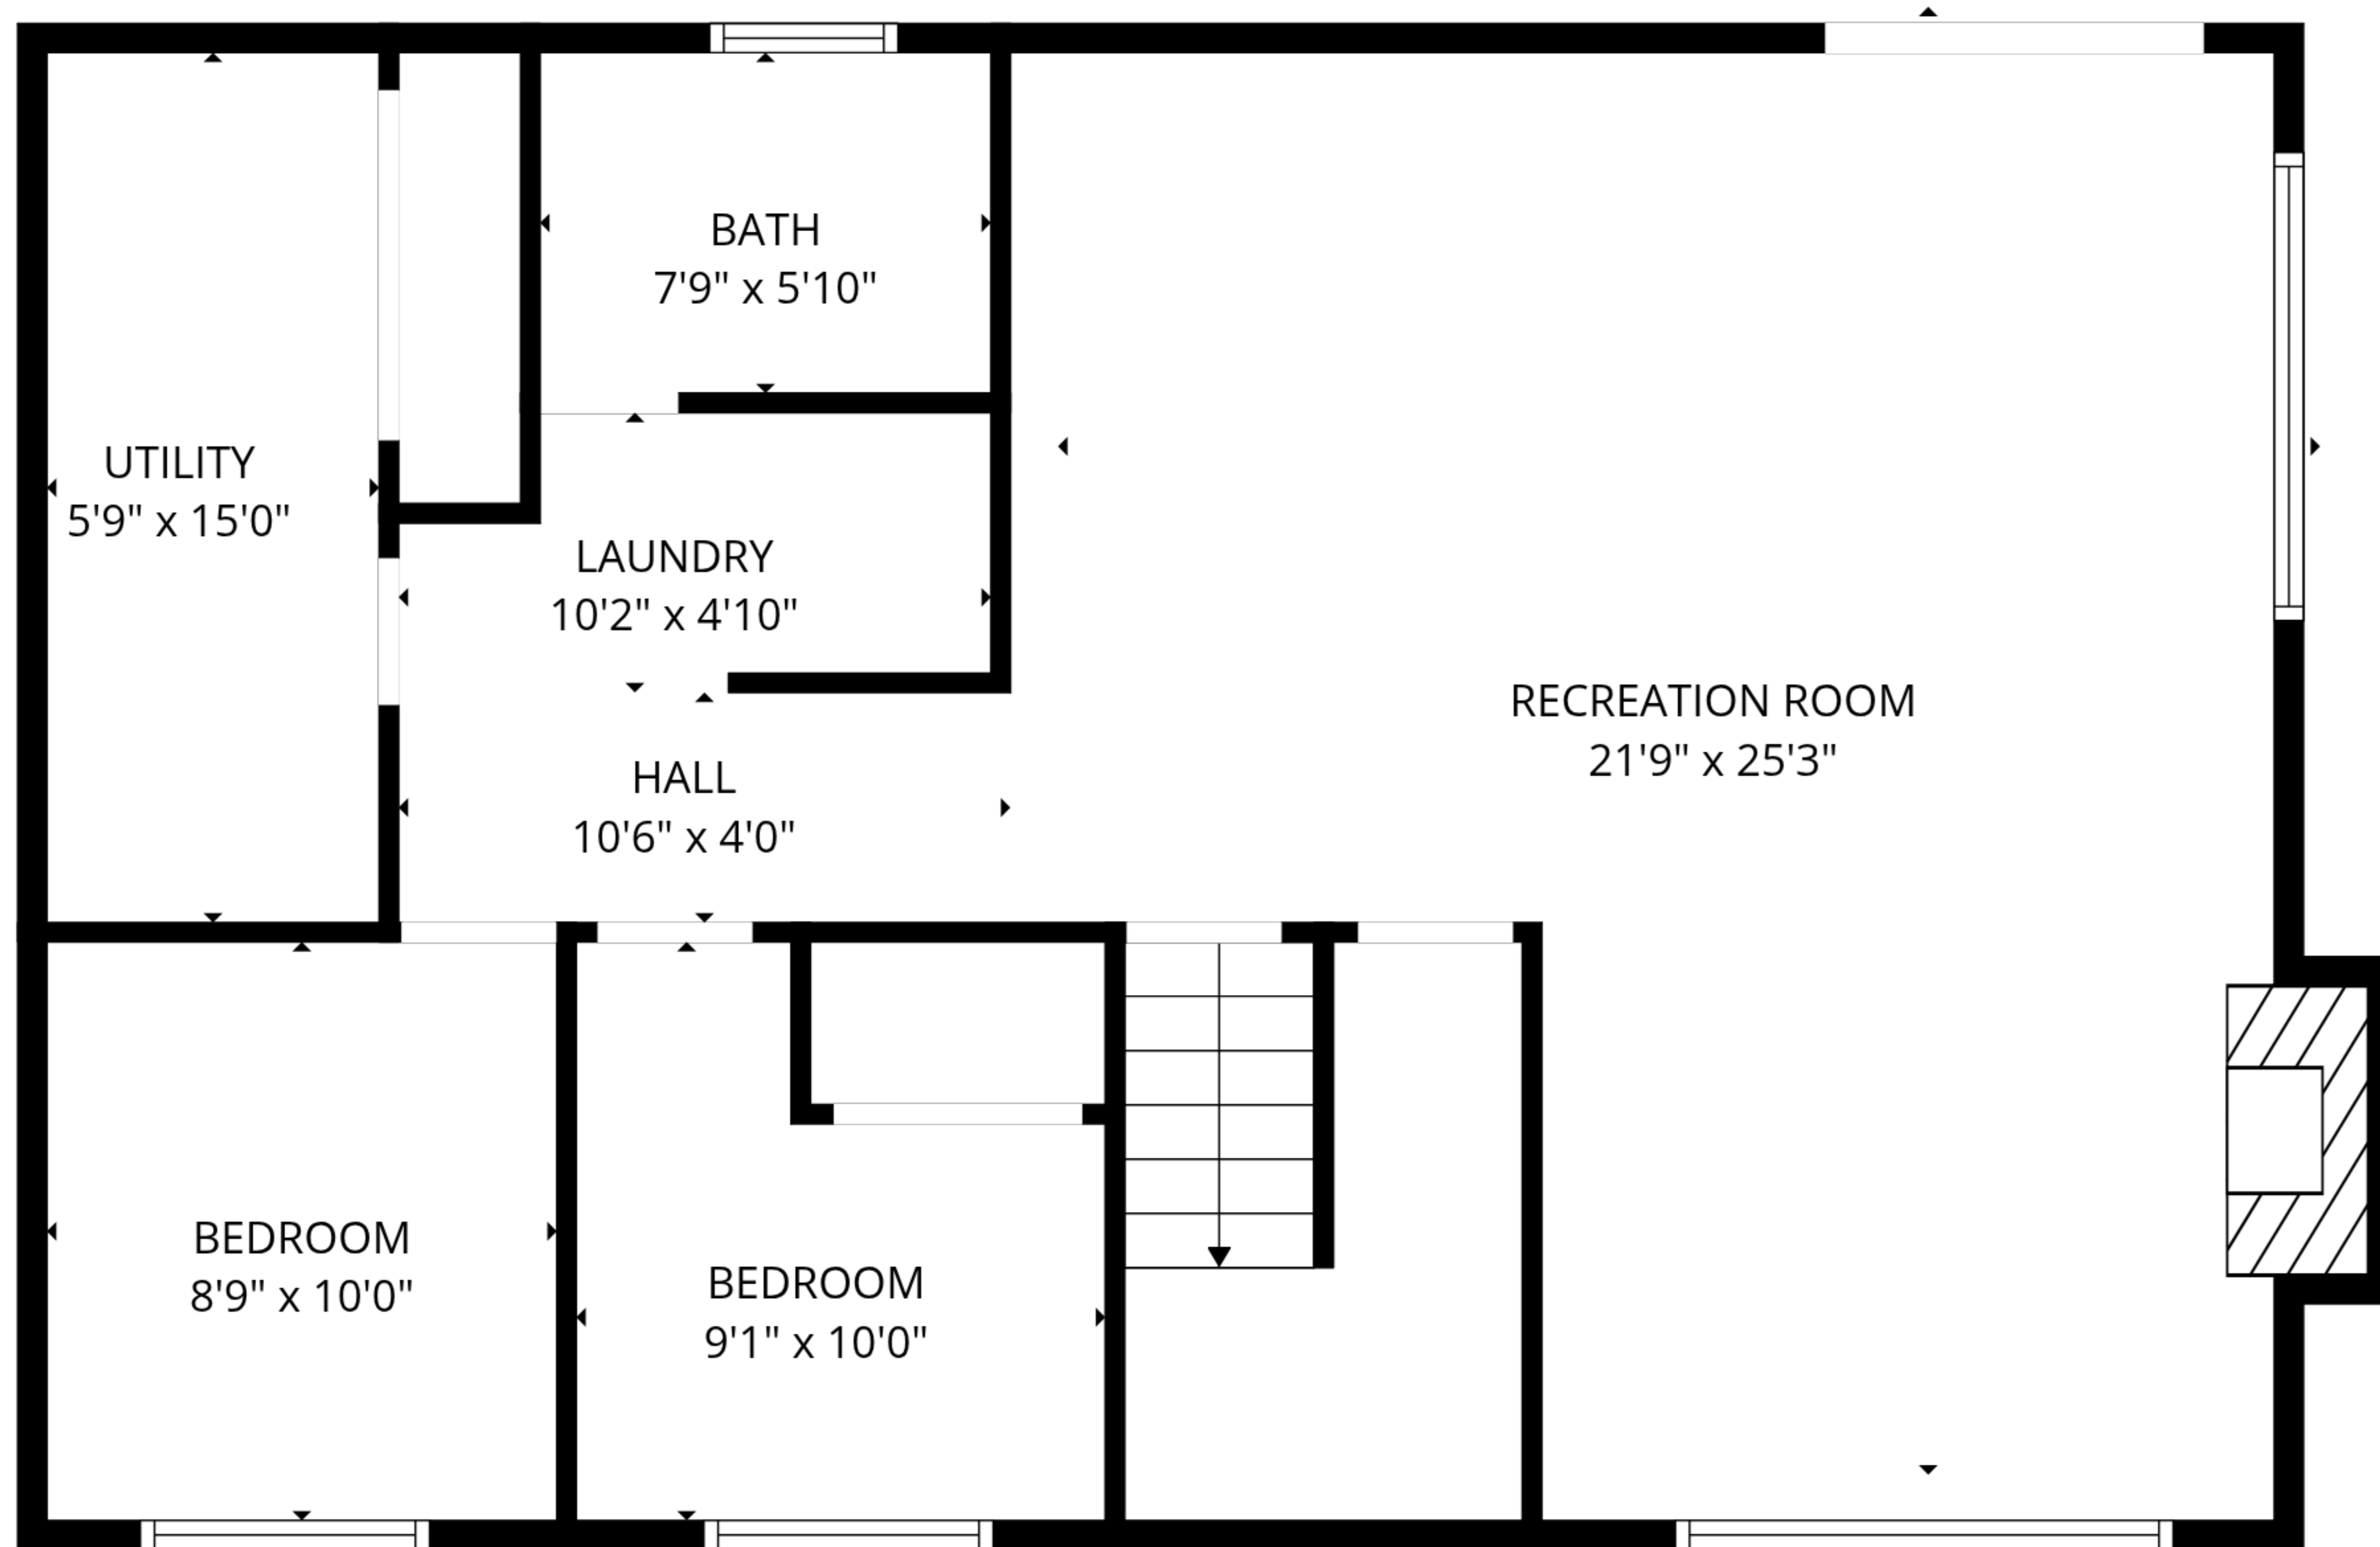 BATH
7'9" x 5'10"
UTILITY
5'9" x 15'0"
LAUNDRY
10'2" x 4'10"
RECREATION ROOM
21'9" x 25'3"
HALL
10'6" x 4'0"
BEDROOM
8'9" x 10'0"
BEDROOM
9'1" x 10'0"